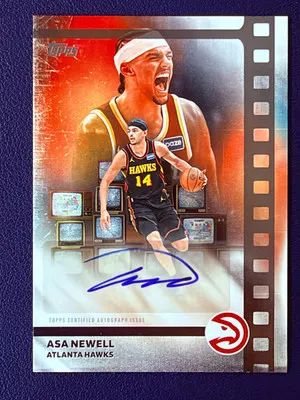 Topps
HAWKS
14
TOPPS CERTIFIED AUTOGRAPH ISSUE
ASA NEWELL
ATLANTA HAWKS